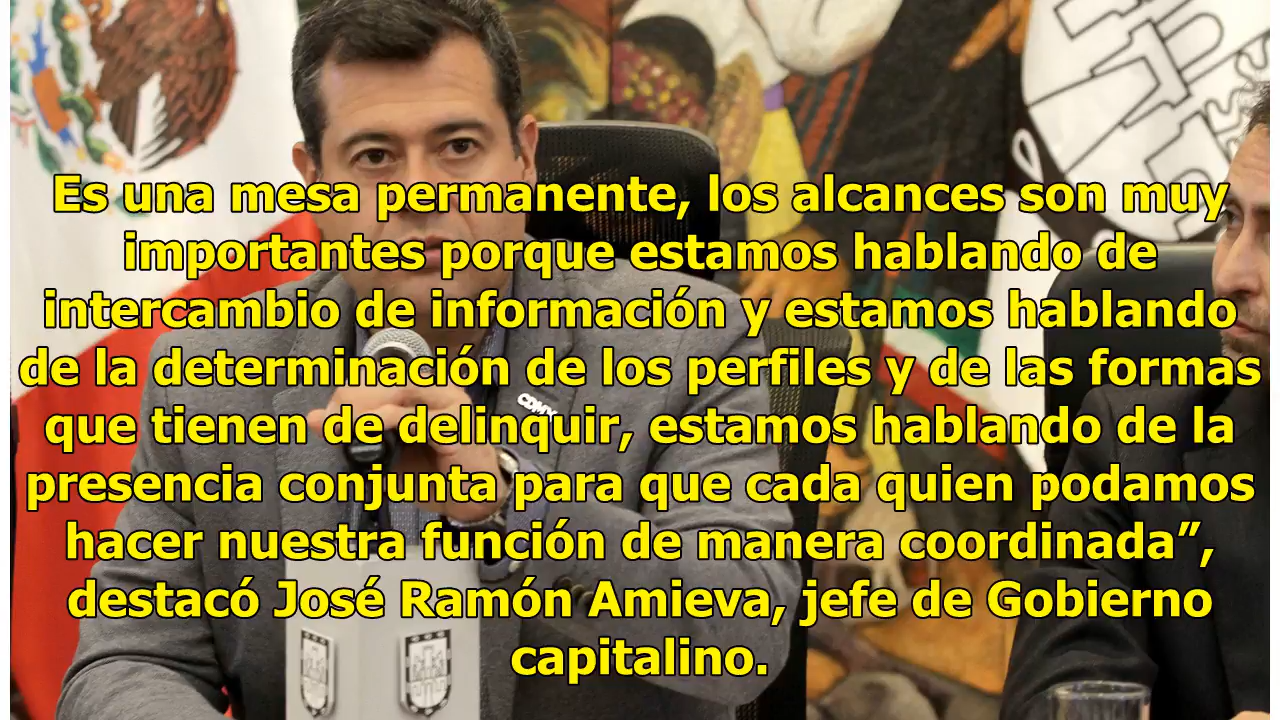 Es una mesa permanente, los alcances son muy
importantes porque estamos hablando de
intercambio de información y estamos hablando
de la determinación de los perfiles y de las formas
que tienen de delinquir, estamos hablando de la
presencia conjunta para que cada quien podamos
hacer nuestra función de manera coordinada”,
destacó José Ramón Amieva, jefe de Gobierno
capitalino.
CDMX